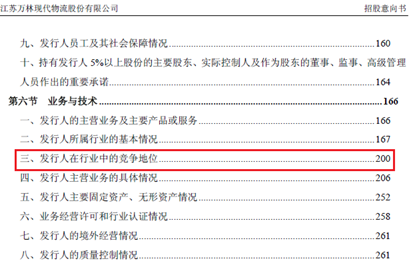 江苏万林现代物流股份有限公司 招股意向书
九、发行人员工及其社会保障情况 160
十、持有发行人 5%以上股份的主要股东、实际控制人及作为股东的董事、监事、高级管理
人员作出的重要承诺 164
第六节 业务与技术 166
一、发行人的主营业务及主要产品或服务 166
二、发行人所属行业的基本情况 167
三、发行人在行业中的竞争地位 200
四、发行人主营业务的具体情况 206
五、发行人主要固定资产、无形资产情况 252
六、业务经营许可和行业认证情况 258
七、发行人的境外经营情况 261
八、发行人的质量控制情况 261